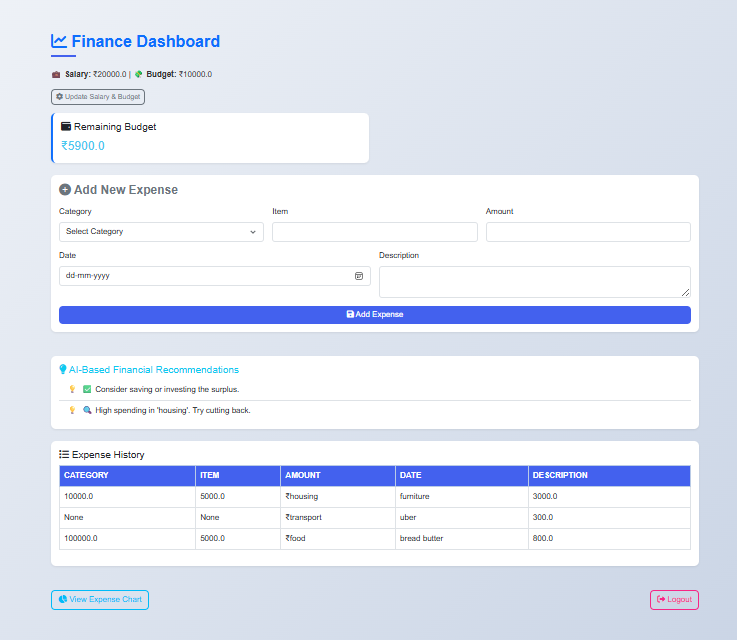 Finance Dashboard
Salary: ₹20000.0 | Budget: ₹10000.0
Update Salary & Budget
Remaining Budget
₹5900.0
Add New Expense
Category Item Amount
Select Category
Date Description
dd-mm-yyyy
Add Expense
AI-Based Financial Recommendations
Consider saving or investing the surplus.
High spending in 'housing'. Try cutting back.
Expense History
CATEGORY ITEM AMOUNT DATE DESCRIPTION
10000.0 5000.0 ₹housing furniture 3000.0
None None ₹transport uber 300.0
100000.0 5000.0 ₹food bread butter 800.0
View Expense Chart Logout